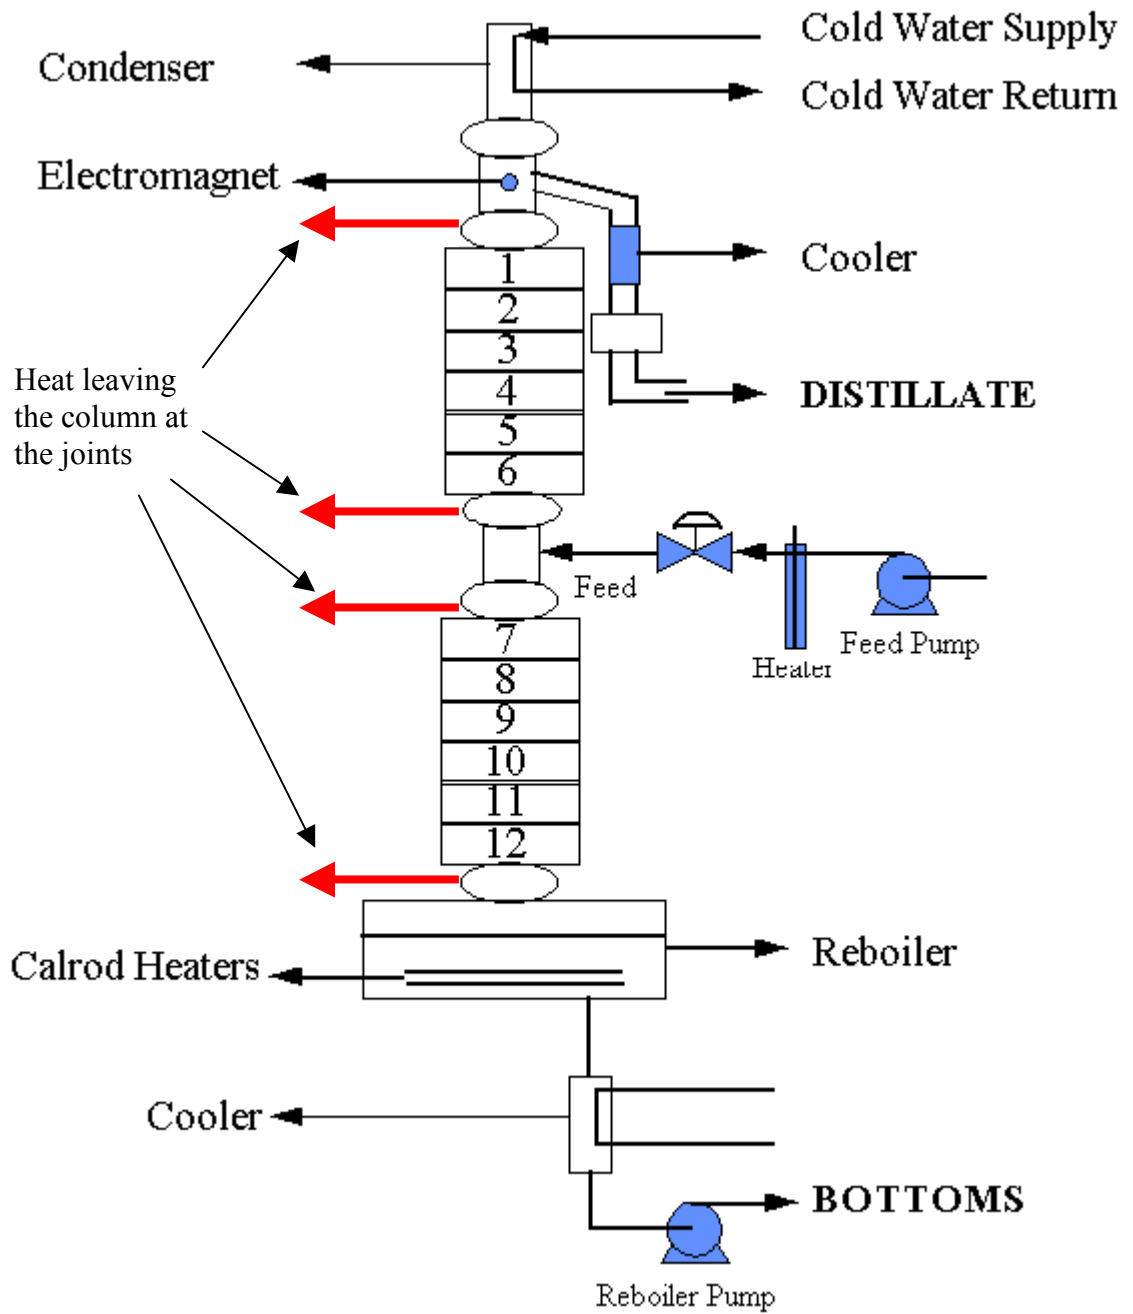 Cold Water Supply
Condenser
Cold Water Return
Electromagnet
Cooler
1
2
3
4
5
6
Heat leaving
the column at
the joints
DISTILLATE
Feed
Heater
Feed Pump
7
8
9
10
11
12
Reboiler
Calrod Heaters
Cooler
BOTTOMS
Reboiler Pump